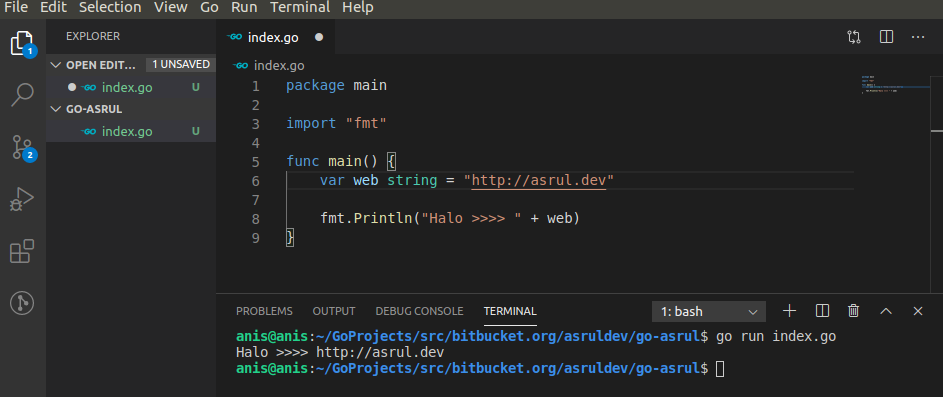 File Edit Selection View Go Run Terminal Help
EXPLORER
OPEN EDIT... 1 UNSAVED
index.go U
GO-ASRUL
index.go U
1
2
index.go
index.go
1 package main
2
3 import "fmt"
4
5 func main() {
6 var web string = "http://asrul.dev"
7
8 fmt.Println("Halo >>>> " + web)
9 }
PROBLEMS OUTPUT DEBUG CONSOLE TERMINAL 1: bash
anis@anis:~/GoProjects/src/bitbucket.org/asruldev/go-asrul$ go run index.go
Halo >>>> http://asrul.dev
anis@anis:~/GoProjects/src/bitbucket.org/asruldev/go-asrul$